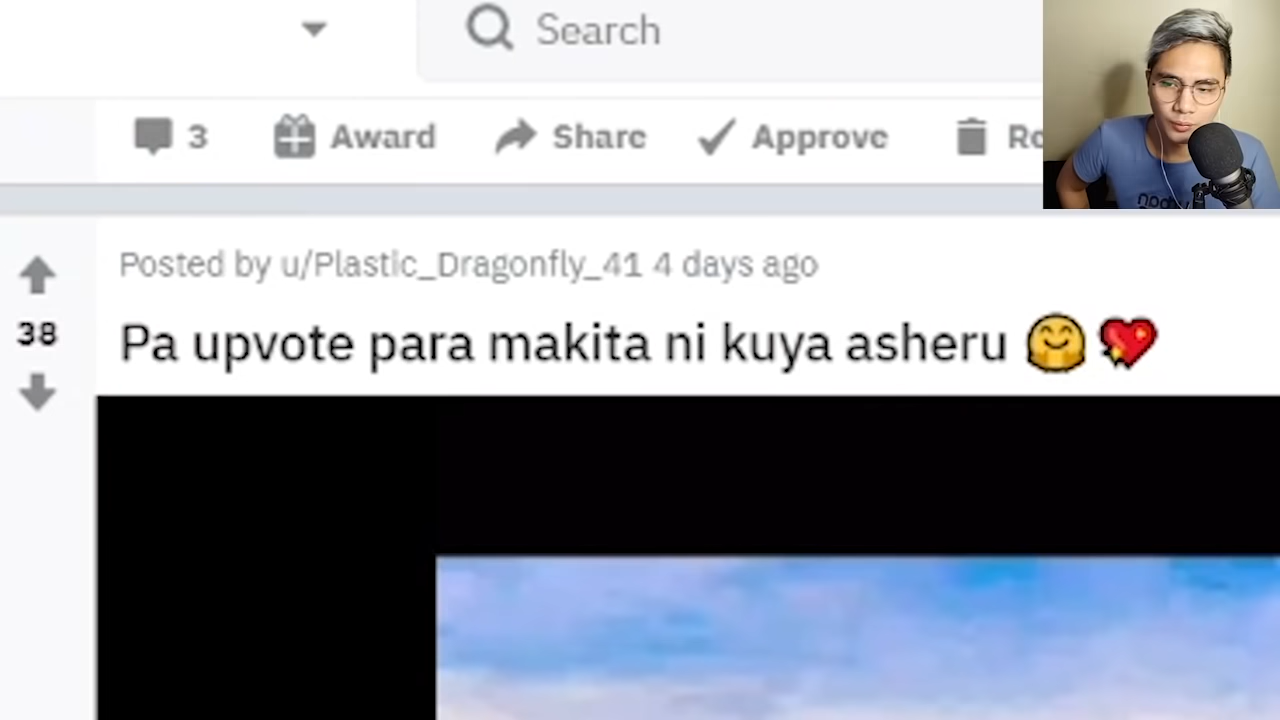 Search
3 Award Share Approve
Posted by u/Plastic_Dragonfly_41 4 days ago
38
Pa upvote para makita ni kuya asheru 🤗💖